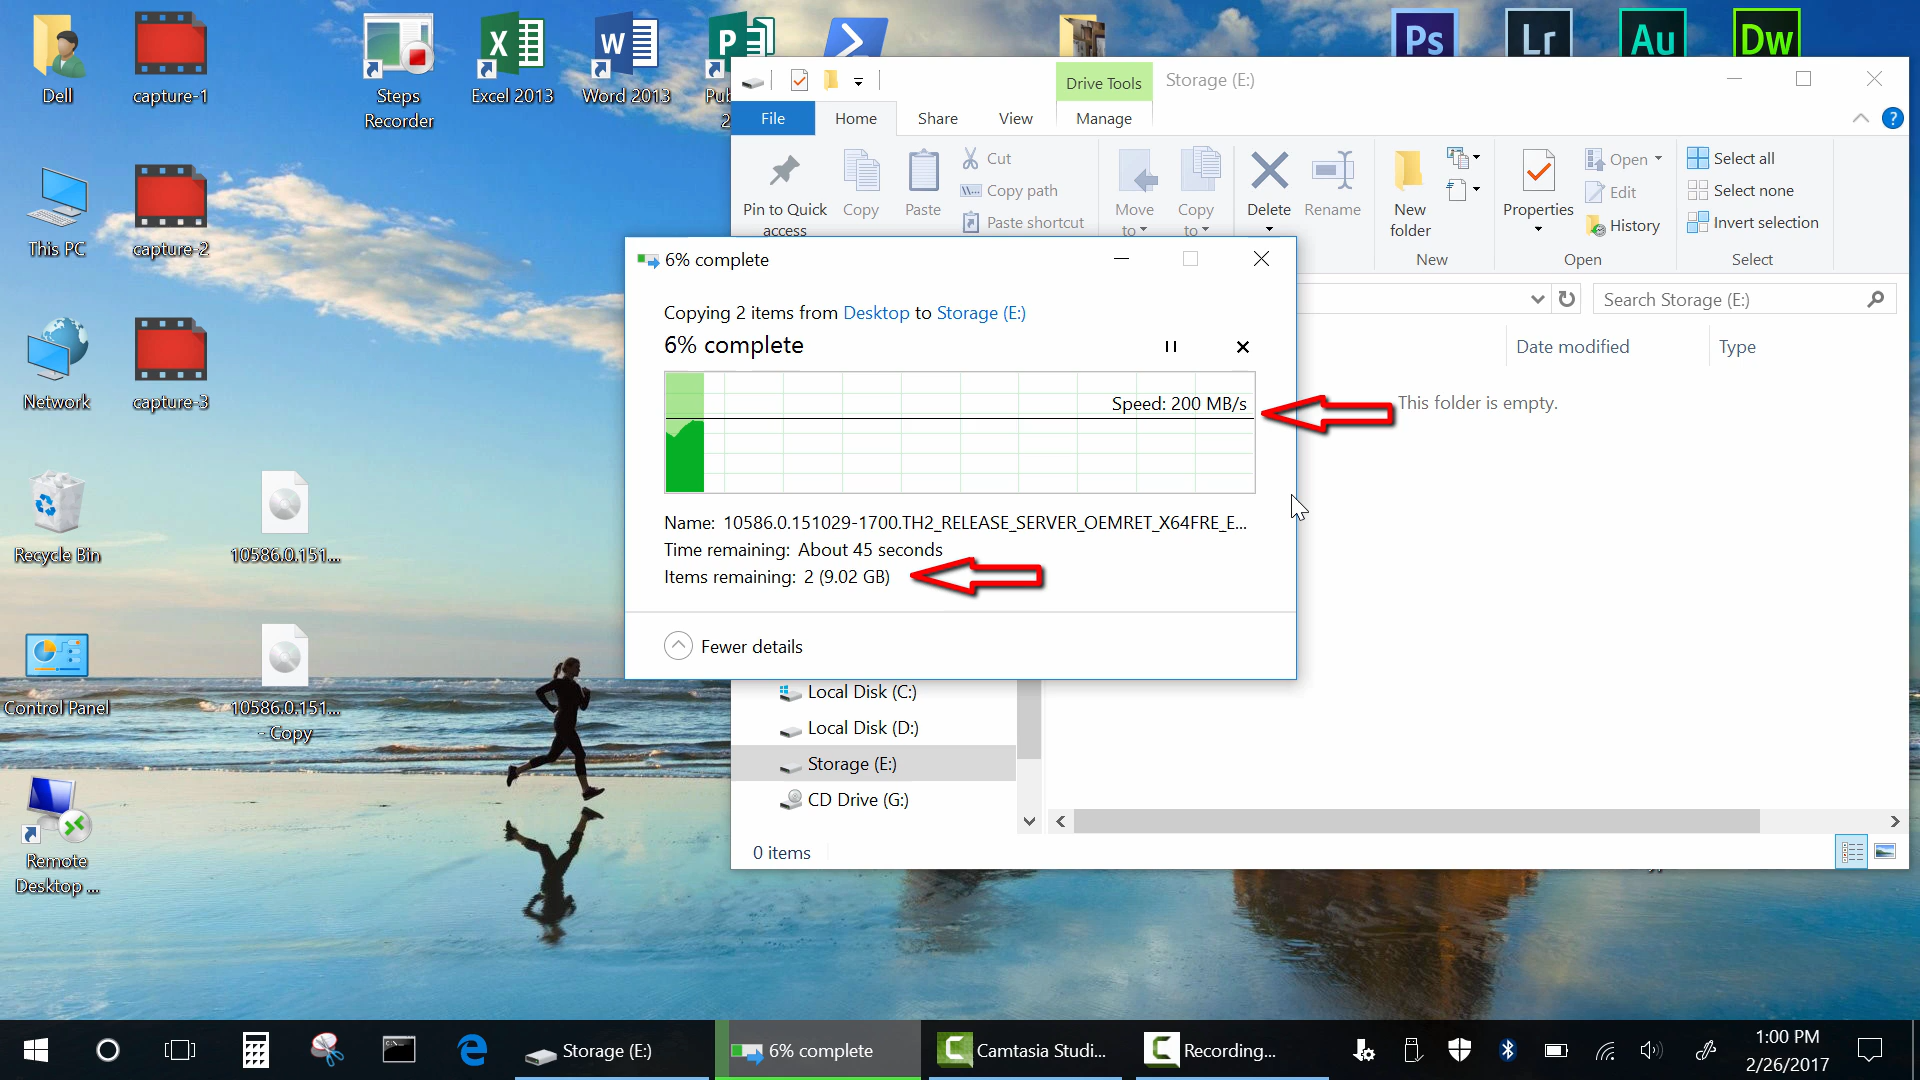 Dell
capture-1
Steps
Recorder
Excel 2013
Word 2013
Ps
Lr
Au
Dw
This PC
capture-2
Network
capture-3
Recycle Bin
10586.0.151...
Control Panel
10586.0.151...
- Copy
Remote
Desktop ...
Drive Tools
Storage (E:)
File
Home
Share
View
Manage
Pin to Quick
access
Copy
Paste
Cut
Copy path
Paste shortcut
Move
to
Copy
to
Delete
Rename
New
folder
New
Properties
Open
Edit
History
Open
Select all
Select none
Invert selection
Select
Search Storage (E:)
Date modified
Type
This folder is empty.
6% complete
Copying 2 items from Desktop to Storage (E:)
6% complete
Speed: 200 MB/s
Name: 10586.0.151029-1700.TH2_RELEASE_SERVER_OEMRET_X64FRE_E...
Time remaining: About 45 seconds
Items remaining: 2 (9.02 GB)
Fewer details
Local Disk (C:)
Local Disk (D:)
Storage (E:)
CD Drive (G:)
0 items
Storage (E:)
6% complete
Camtasia Studi...
Recording...
1:00 PM
2/26/2017